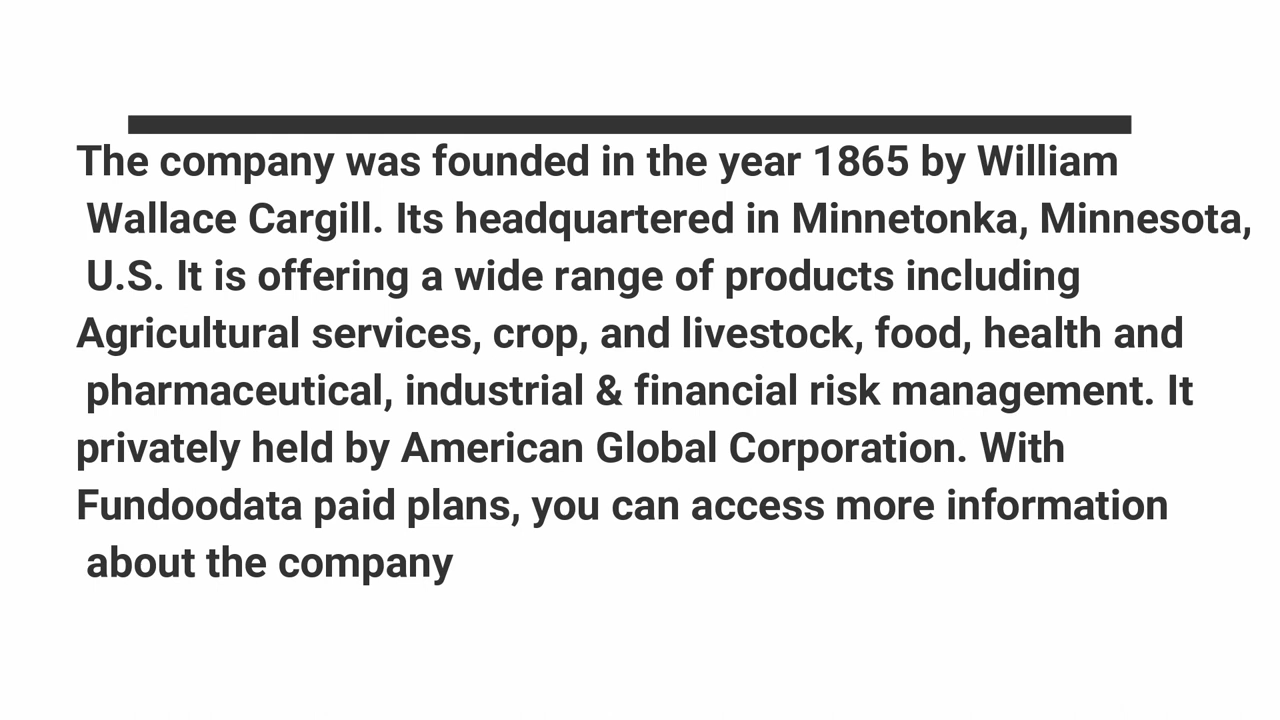 The company was founded in the year 1865 by William
Wallace Cargill. Its headquartered in Minnetonka, Minnesota,
U.S. It is offering a wide range of products including
Agricultural services, crop, and livestock, food, health and
pharmaceutical, industrial & financial risk management. It
privately held by American Global Corporation. With
Fundoodata paid plans, you can access more information
about the company